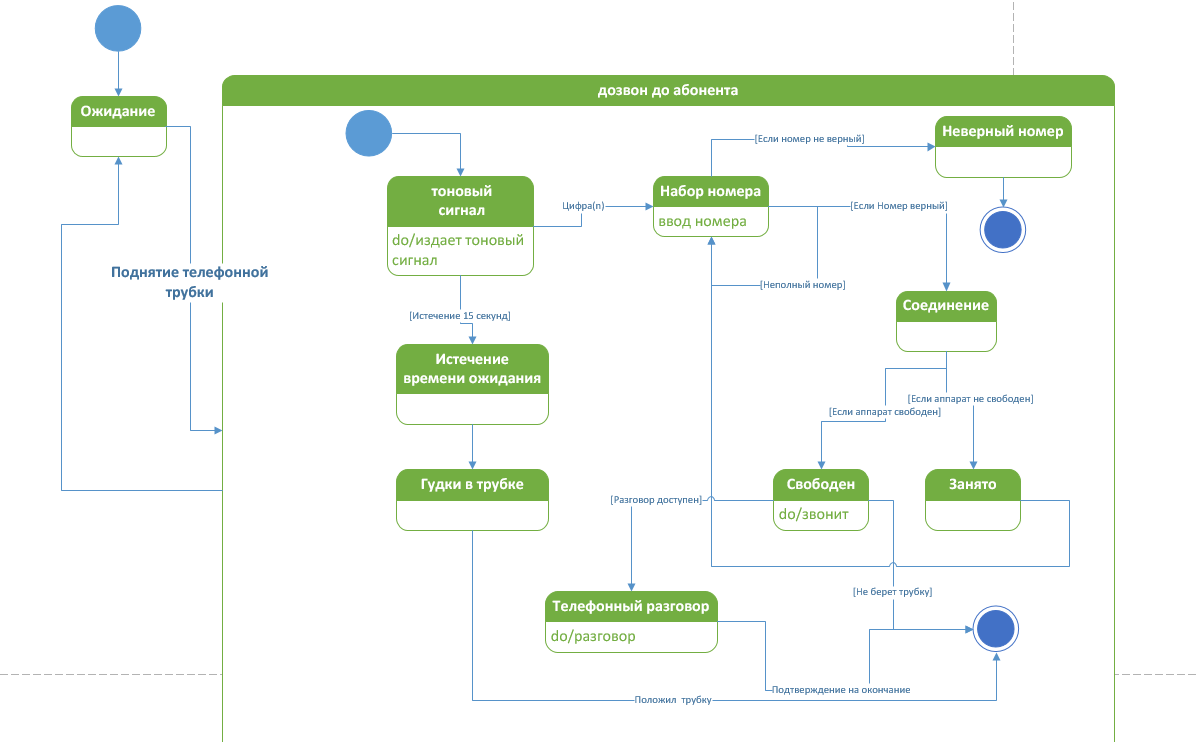 дозвон до абонента
Ожидание
Неверный номер
[Если номер не верный]
тоновый
сигнал
do/издает тоновый
сигнал
Цифра(n)
Набор номера
ввод номера
[Если Номер верный]
Поднятие телефонной
трубки
[Неполный номер]
Соединение
[Истечение 15 секунд]
Истечение
времени ожидания
[Если аппарат не свободен]
[Если аппарат свободен]
Гудки в трубке
[Разговор доступен]
Свободен
do/звонит
Занято
[Не берет трубку]
Телефонный разговор
do/разговор
Подтверждение на окончание
Положил трубку